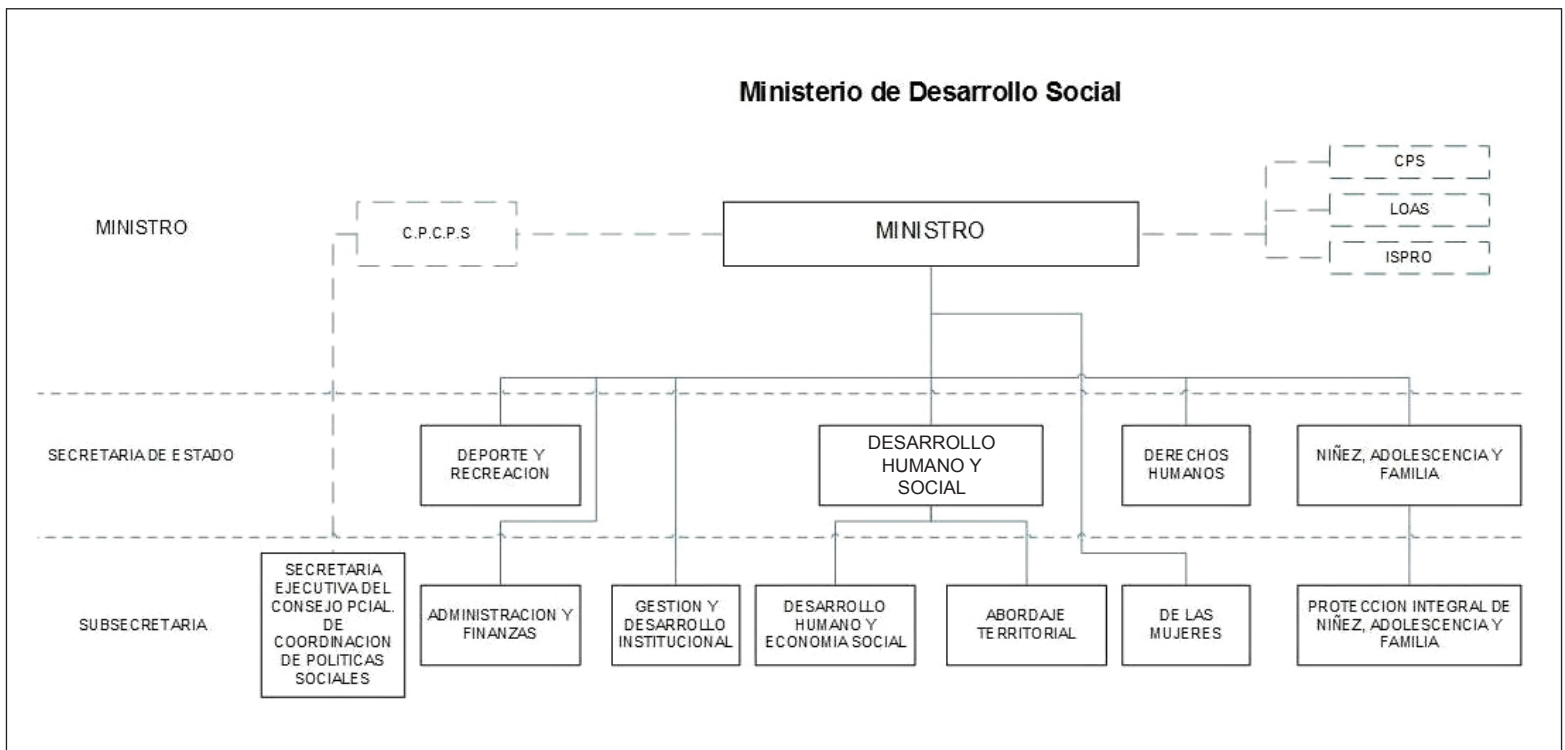 Ministerio de Desarrollo Social
MINISTRO
C.P.C.P.S
MINISTRO
CPS
LOAS
ISPRO
SECRETARIA DE ESTADO
DEPORTE Y
RECREACION
DESARROLLO
HUMANO Y
SOCIAL
DERECHOS
HUMANOS
NIÑEZ, ADOLESCENCIA Y
FAMILIA
SUBSECRETARIA
SECRETARIA
EJECUTIVA DEL
CONSEJO PCIAL.
DE
COORDINACION
DE POLITICAS
SOCIALES
ADMINISTRACION Y
FINANZAS
GESTION Y
DESARROLLO
INSTITUCIONAL
DESARROLLO
HUMANO Y
ECONOMIA SOCIAL
ABORDAJE
TERRITORIAL
DE LAS
MUJERES
PROTECCION INTEGRAL DE
NIÑEZ, ADOLESCENCIA Y
FAMILIA